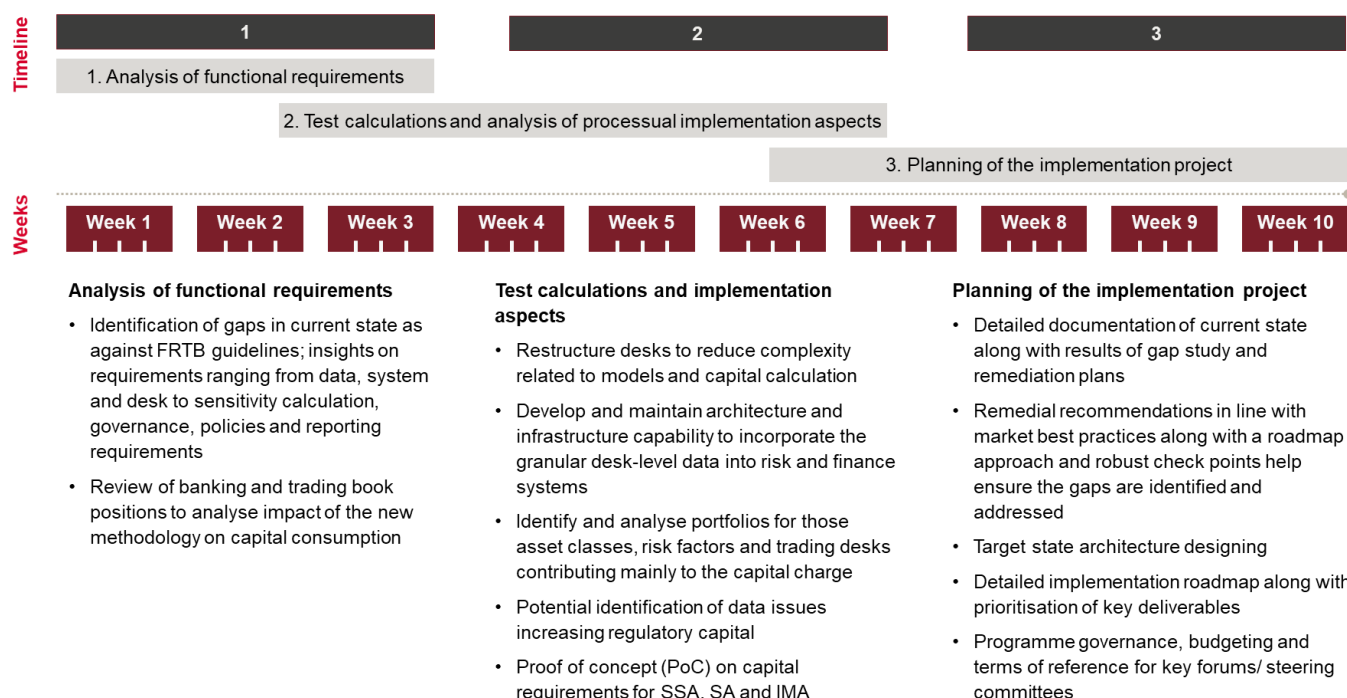 Timeline
1
2
3
1. Analysis of functional requirements
2. Test calculations and analysis of processual implementation aspects
3. Planning of the implementation project
Weeks
Week 1
Week 2
Week 3
Week 4
Week 5
Week 6
Week 7
Week 8
Week 9
Week 10
Analysis of functional requirements
• Identification of gaps in current state as
against FRTB guidelines; insights on
requirements ranging from data, system
and desk to sensitivity calculation,
governance, policies and reporting
requirements
• Review of banking and trading book
positions to analyse impact of the new
methodology on capital consumption
Test calculations and implementation
aspects
• Restructure desks to reduce complexity
related to models and capital calculation
• Develop and maintain architecture and
infrastructure capability to incorporate the
granular desk-level data into risk and finance
systems
• Identify and analyse portfolios for those
asset classes, risk factors and trading desks
contributing mainly to the capital charge
• Potential identification of data issues
increasing regulatory capital
• Proof of concept (PoC) on capital
requirements for SSA, SA and IMA
Planning of the implementation project
• Detailed documentation of current state
along with results of gap study and
remediation plans
• Remedial recommendations in line with
market best practices along with a roadmap
approach and robust check points help
ensure the gaps are identified and
addressed
• Target state architecture designing
• Detailed implementation roadmap along with
prioritisation of key deliverables
• Programme governance, budgeting and
terms of reference for key forums/ steering
committees